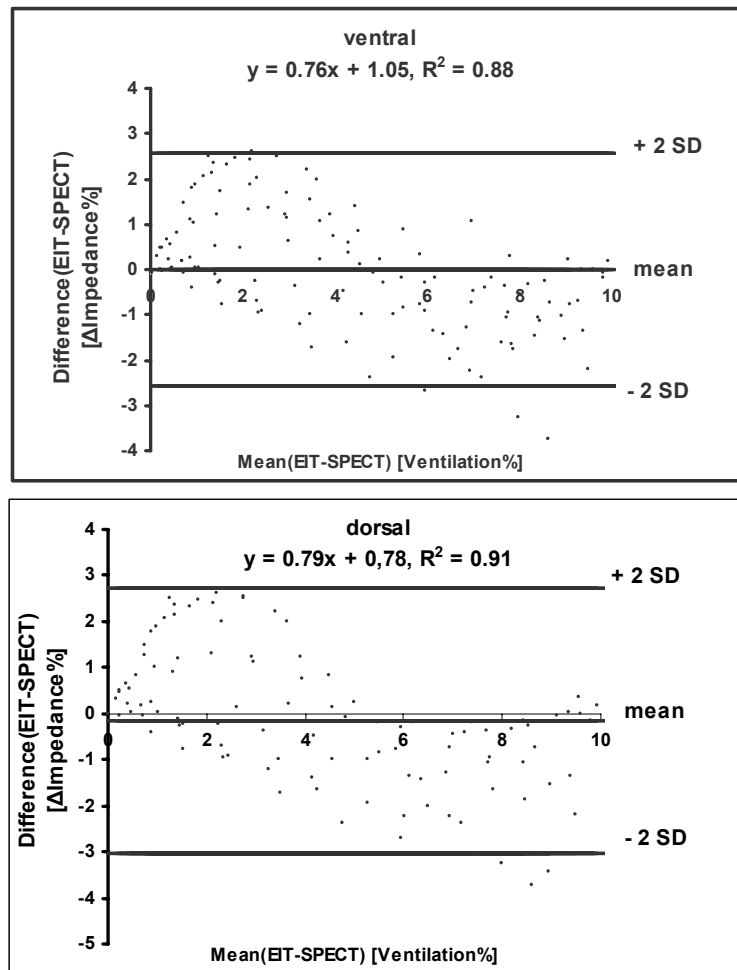 ventral
y = 0.76x + 1.05, R² = 0.88
4
3
2
1
0
-1
-2
-3
-4
0 2 4 6 8 10
+ 2 SD
mean
- 2 SD
Difference(EIT-SPECT)
[ΔImpedance%]
Mean(EIT-SPECT) [Ventilation%]
dorsal
y = 0.79x + 0,78, R² = 0.91
4
3
2
1
0
-1
-2
-3
-4
-5
0 2 4 6 8 10
+ 2 SD
mean
- 2 SD
Difference(EIT-SPECT)
[ΔImpedance%]
Mean(EIT-SPECT) [Ventilation%]